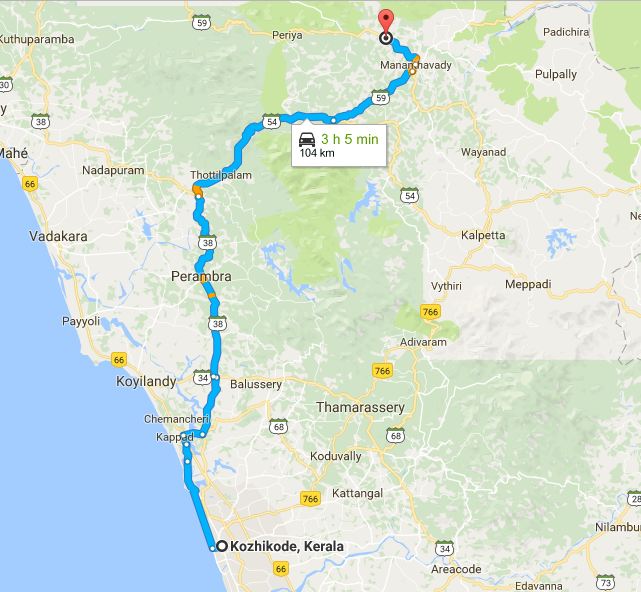 59
Periya
Padichira
Kuthuparamba
Mananthavady
Pulpally
30
59
38
54
Mahé
Wayanad
3 h 5 min
104 km
Nadapuram
Thottilpalam
66
54
Vadakara
38
Kalpetta
Perambra
Vythiri
Meppadi
Payyoli
38
766
Adivaram
66
766
Koyilandy
34
Balussery
Chemancheri
Thamarassery
Kappad
68
68
Koduvally
Kattangal
766
28
Nilambur
Kozhikode, Kerala
34
66
Areacode
73
Edavanna